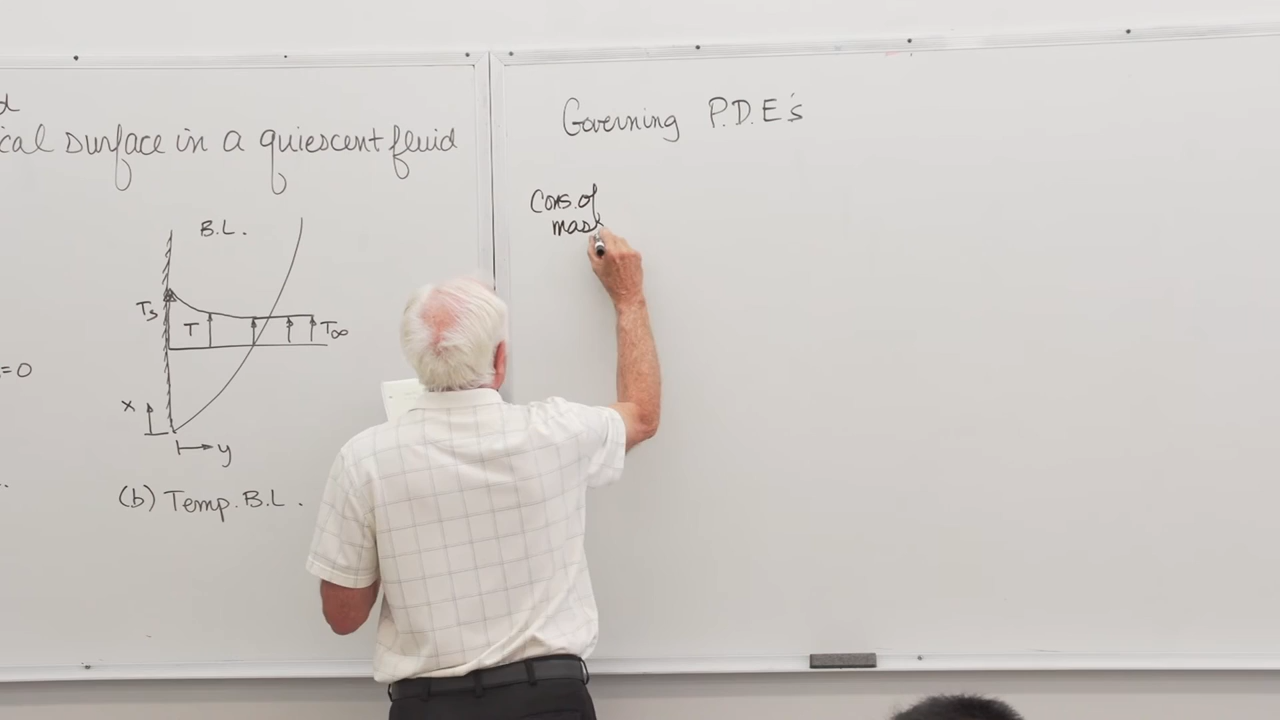 cal surface in a quiescent fluid
B.L.
Ts
T
T∞
=0
x
y
(b) Temp. B.L.
Governing P.D.E's
Cons. of
mass